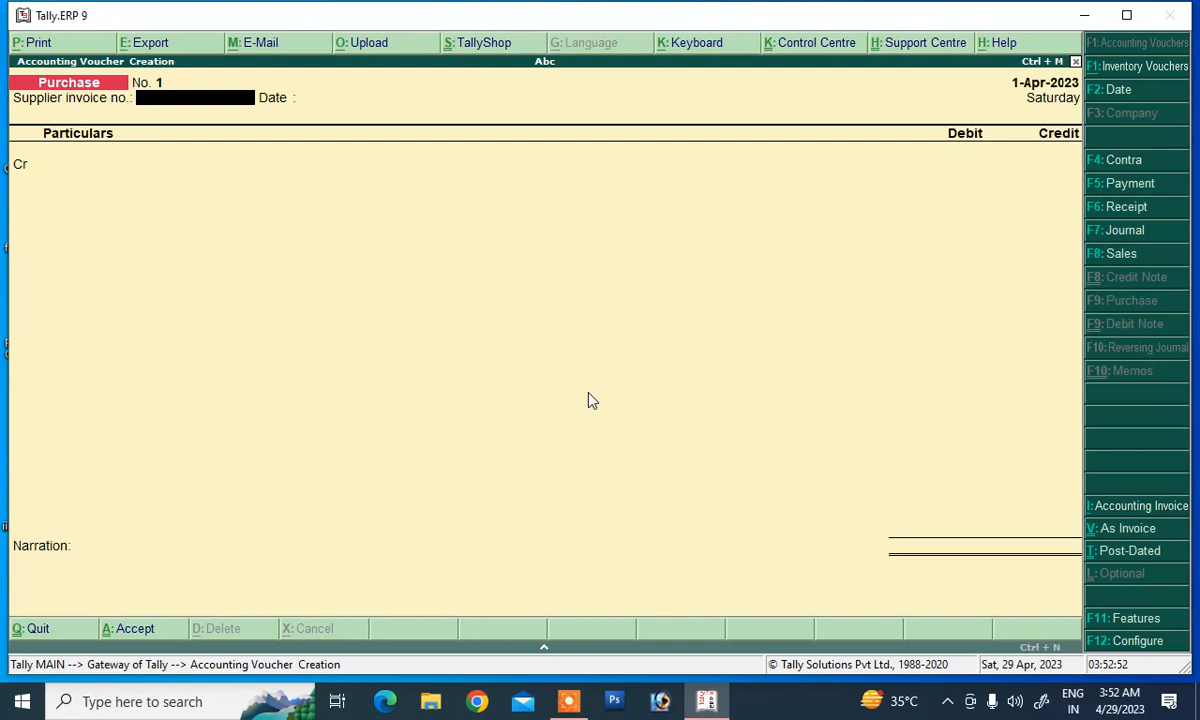 Tally.ERP 9
P: Print E: Export M: E-Mail O: Upload S: TallyShop G: Language K: Keyboard K: Control Centre H: Support Centre H: Help
Accounting Voucher Creation Abc Ctrl + M
Purchase No. 1 1-Apr-2023
Supplier invoice no.: Date : Saturday
Particulars Debit Credit
Cr
Narration:
F1: Accounting Vouchers
F1: Inventory Vouchers
F2: Date
F3: Company
F4: Contra
F5: Payment
F6: Receipt
F7: Journal
F8: Sales
F8: Credit Note
F9: Purchase
F9: Debit Note
F10: Reversing Journal
F10: Memos
I: Accounting Invoice
V: As Invoice
T: Post-Dated
L: Optional
F11: Features
F12: Configure
Q: Quit A: Accept D: Delete X: Cancel
Ctrl + N
Tally MAIN --> Gateway of Tally --> Accounting Voucher Creation © Tally Solutions Pvt Ltd., 1988-2020 Sat, 29 Apr, 2023 03:52:52
Type here to search 35°C ENG IN 3:52 AM 4/29/2023